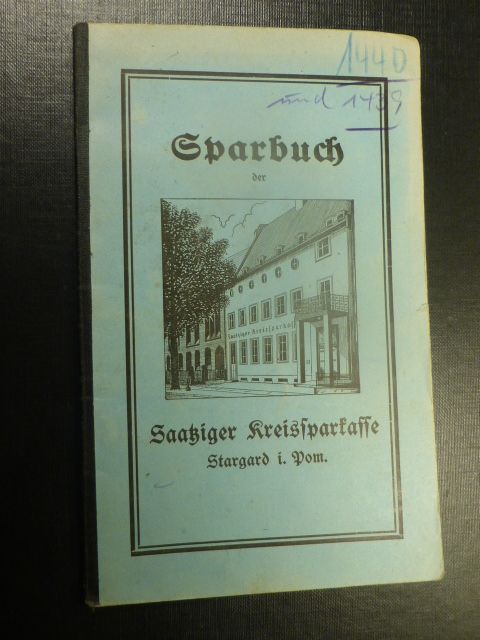 1440
und 1439
Sparbuch
der
Saatziger Kreissparkasse
Saatziger Kreissparkasse
Stargard i. Pom.